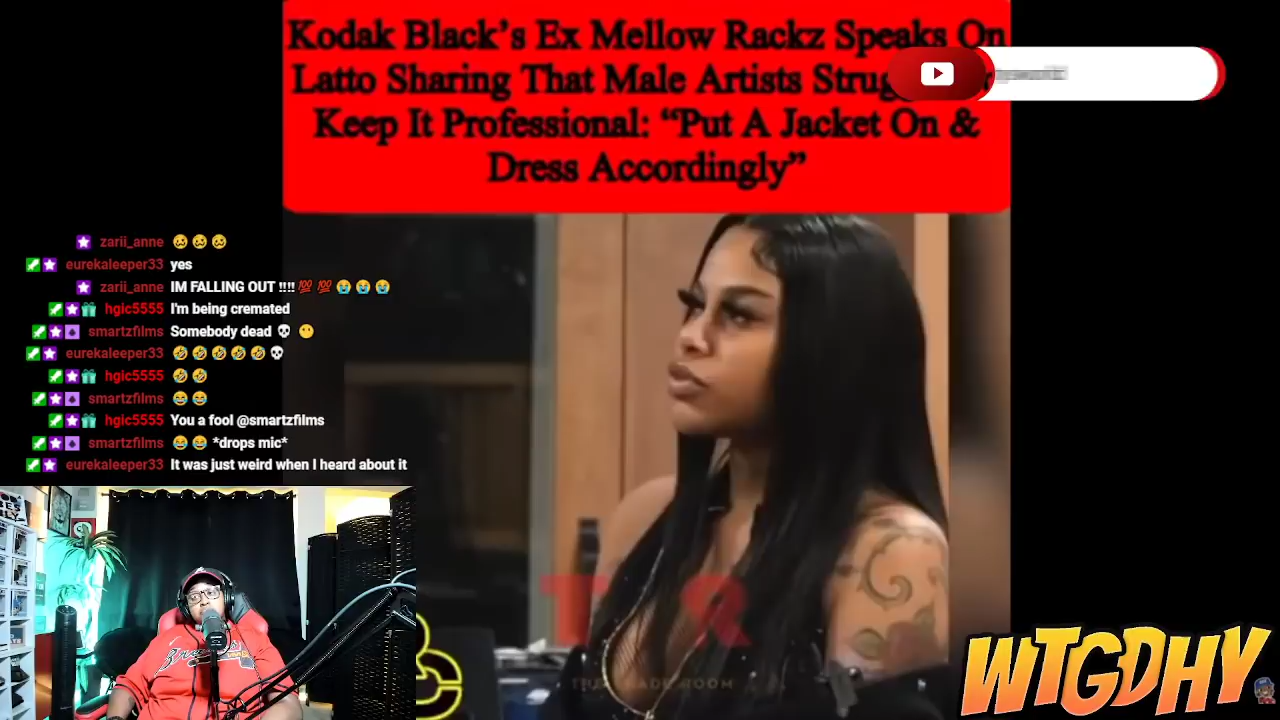 Kodak Black’s Ex Mellow Rackz Speaks On
Latto Sharing That Male Artists
Keep It Professional: “Put A Jacket On &
Dress Accordingly”
zarii_anne
eurekaleeper33 yes
zarii_anne IM FALLING OUT !!!! 💯 💯 😭 😭 😭
hgic5555 I'm being cremated
smartzfilms Somebody dead 💀 😶
eurekaleeper33 🤣 🤣 🤣 🤣 🤣 💀
hgic5555 🤣 🤣
smartzfilms 😂 😂
hgic5555 You a fool @smartzfilms
smartzfilms 😂 😂 *drops mic*
eurekaleeper33 It was just weird when I heard about it
WTGDHY